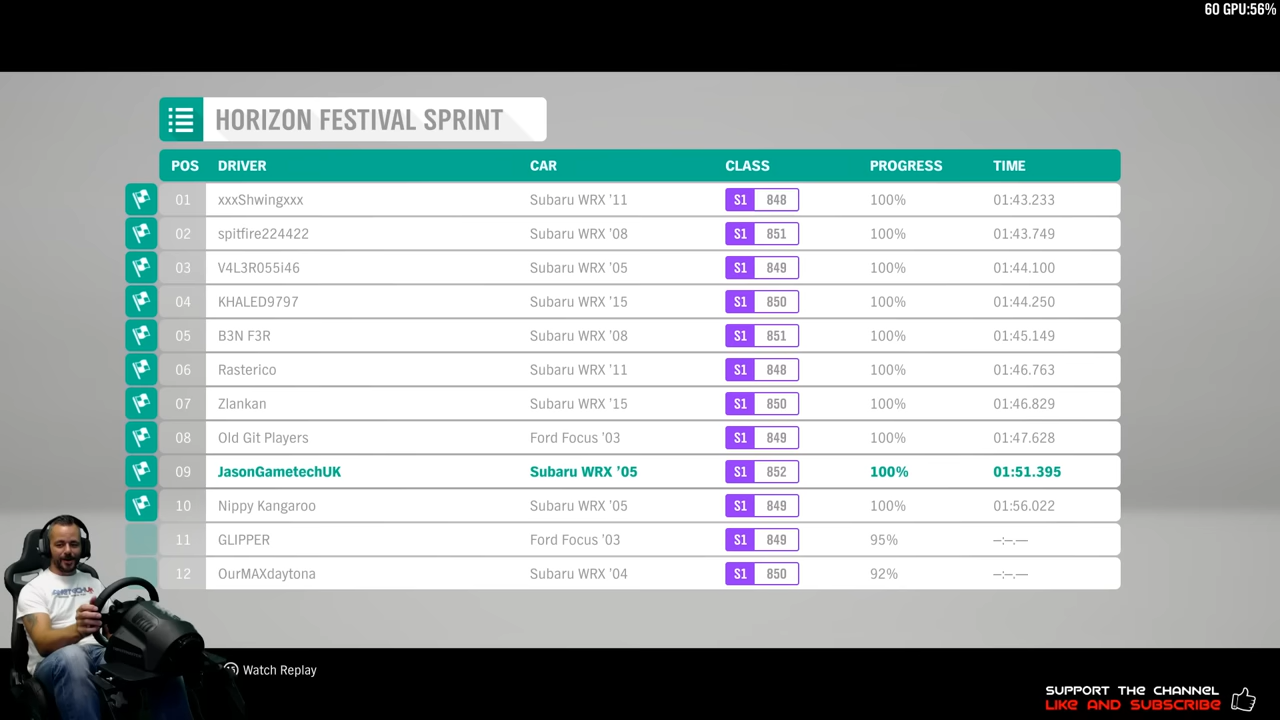 60 GPU:56%
HORIZON FESTIVAL SPRINT
POS DRIVER CAR CLASS PROGRESS TIME
01 xxxShwingxxx Subaru WRX '11 S1 848 100% 01:43.233
02 spitfire224422 Subaru WRX '08 S1 851 100% 01:43.749
03 V4L3R055i46 Subaru WRX '05 S1 849 100% 01:44.100
04 KHALED9797 Subaru WRX '15 S1 850 100% 01:44.250
05 B3N F3R Subaru WRX '08 S1 851 100% 01:45.149
06 Rasterico Subaru WRX '11 S1 848 100% 01:46.763
07 Zlankan Subaru WRX '15 S1 850 100% 01:46.829
08 Old Git Players Ford Focus '03 S1 849 100% 01:47.628
09 JasonGametechUK Subaru WRX '05 S1 852 100% 01:51.395
10 Nippy Kangaroo Subaru WRX '05 S1 849 100% 01:56.022
11 GLIPPER Ford Focus '03 S1 849 95% --:--.---
12 OurMAXdaytona Subaru WRX '04 S1 850 92% --:--.---
Watch Replay
SUPPORT THE CHANNEL
LIKE AND SUBSCRIBE